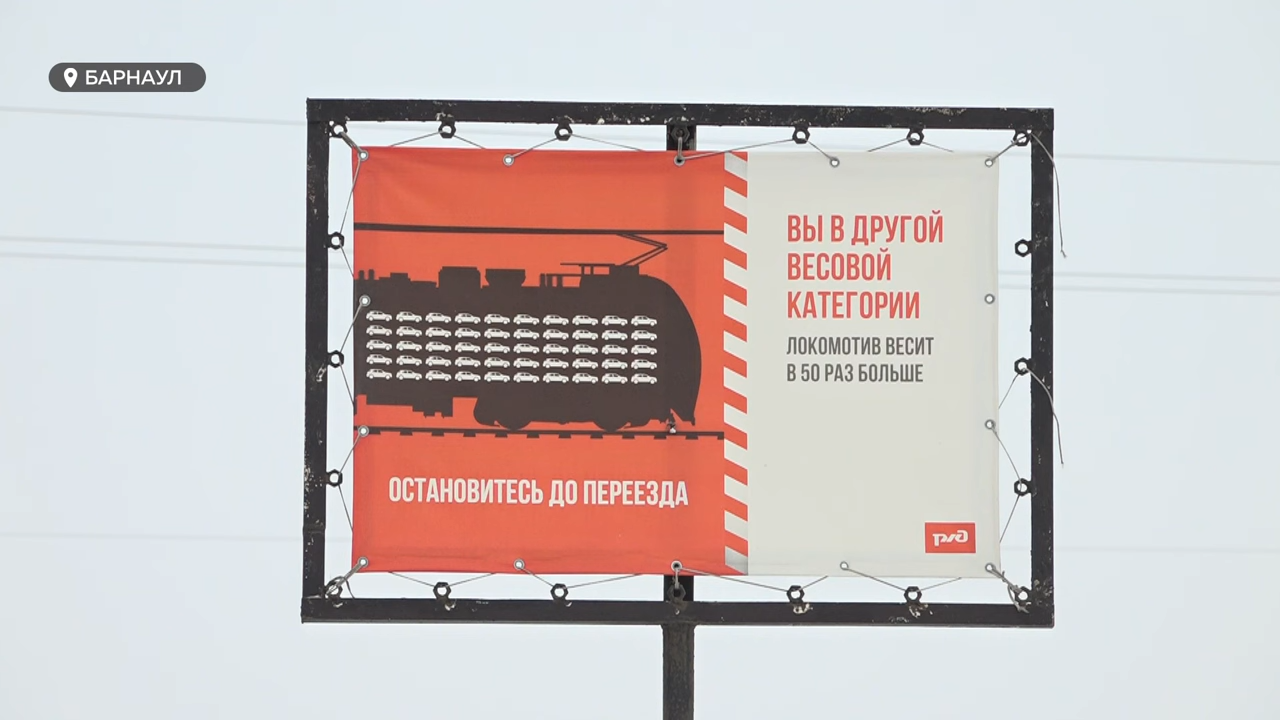 БАРНАУЛ
ВЫ В ДРУГОЙ
ВЕСОВОЙ
КАТЕГОРИИ
ЛОКОМОТИВ ВЕСИТ
В 50 РАЗ БОЛЬШЕ
ОСТАНОВИТЕСЬ ДО ПЕРЕЕЗДА
ржд